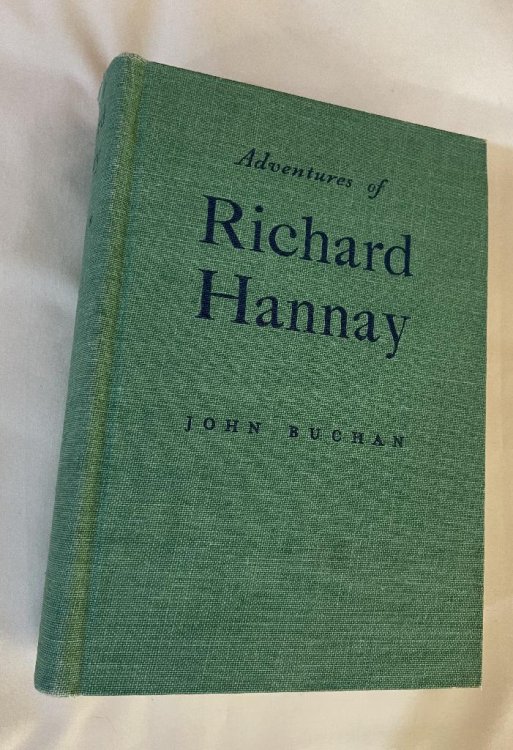 Adventures of
Richard
Hannay
JOHN BUCHAN